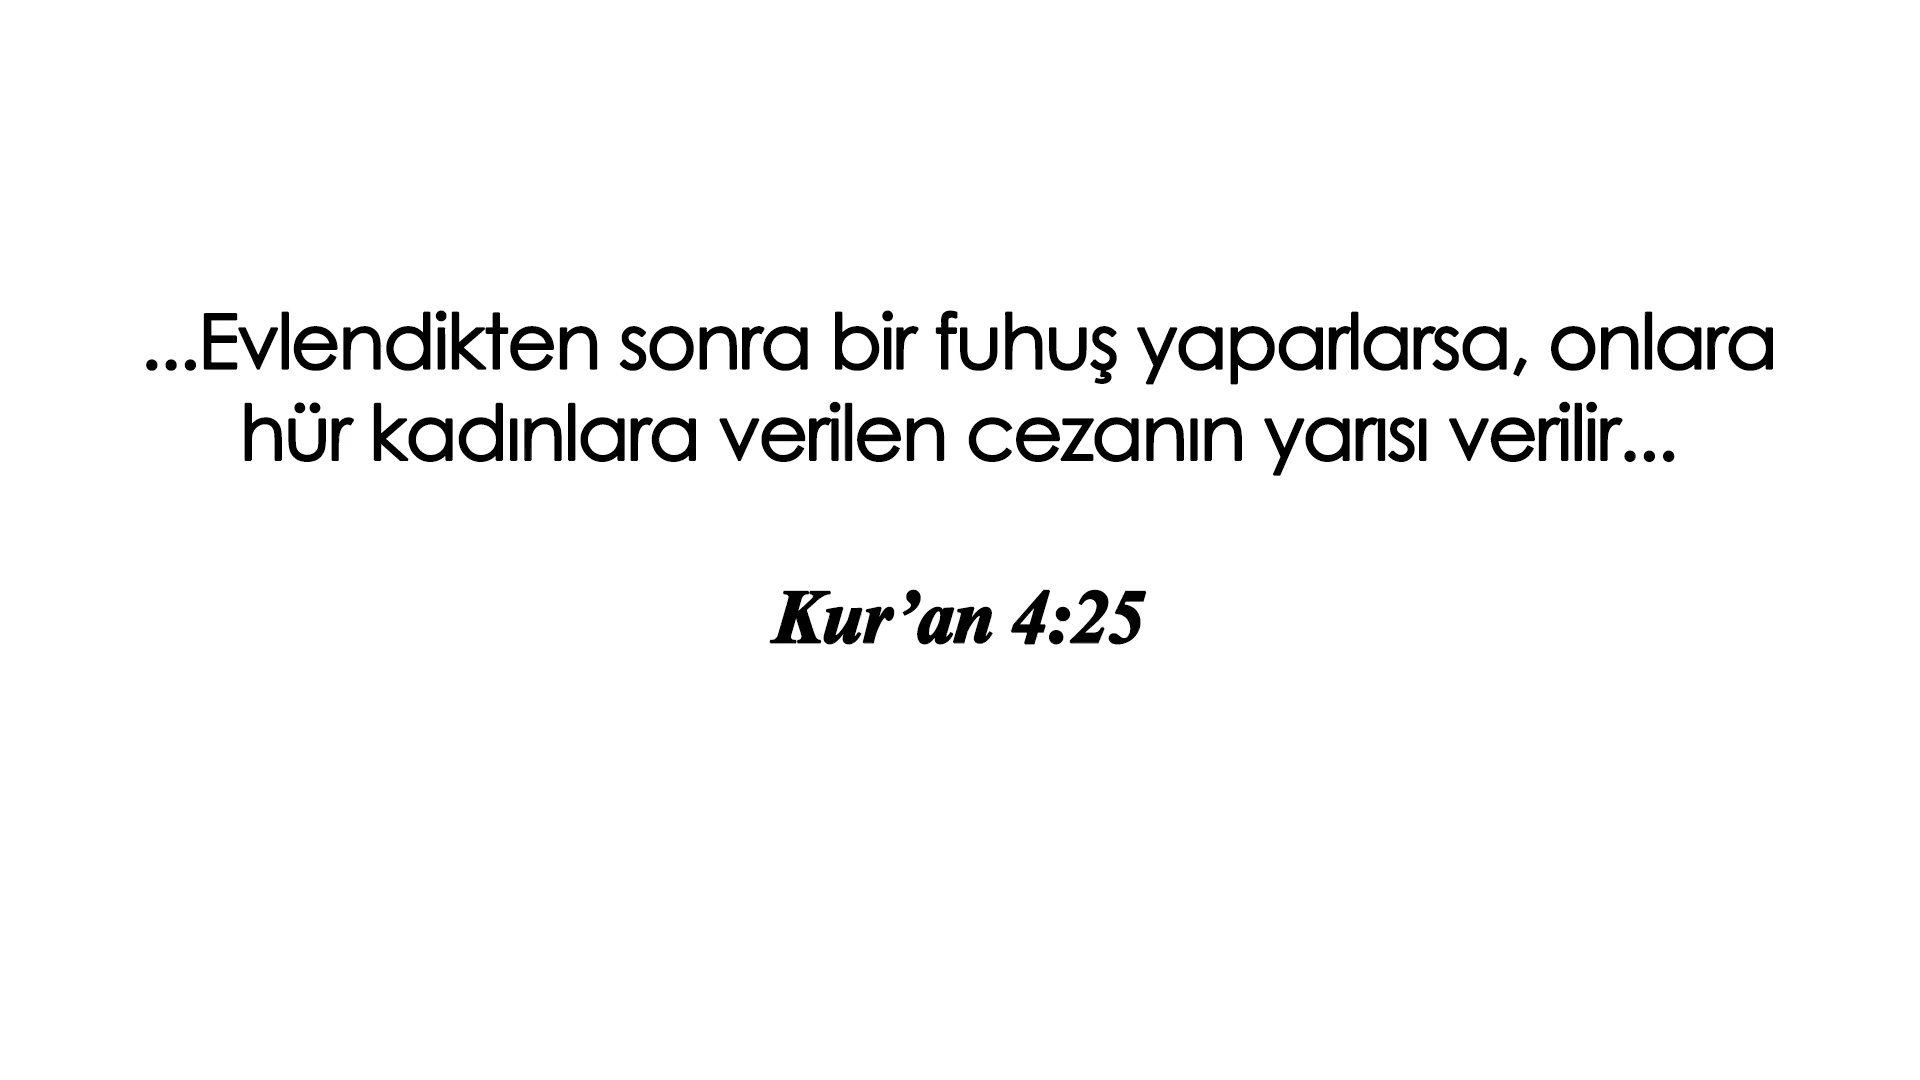 ...Evlendikten sonra bir fuhuş yaparlarsa, onlara
hür kadınlara verilen cezanın yarısı verilir...
Kur’an 4:25